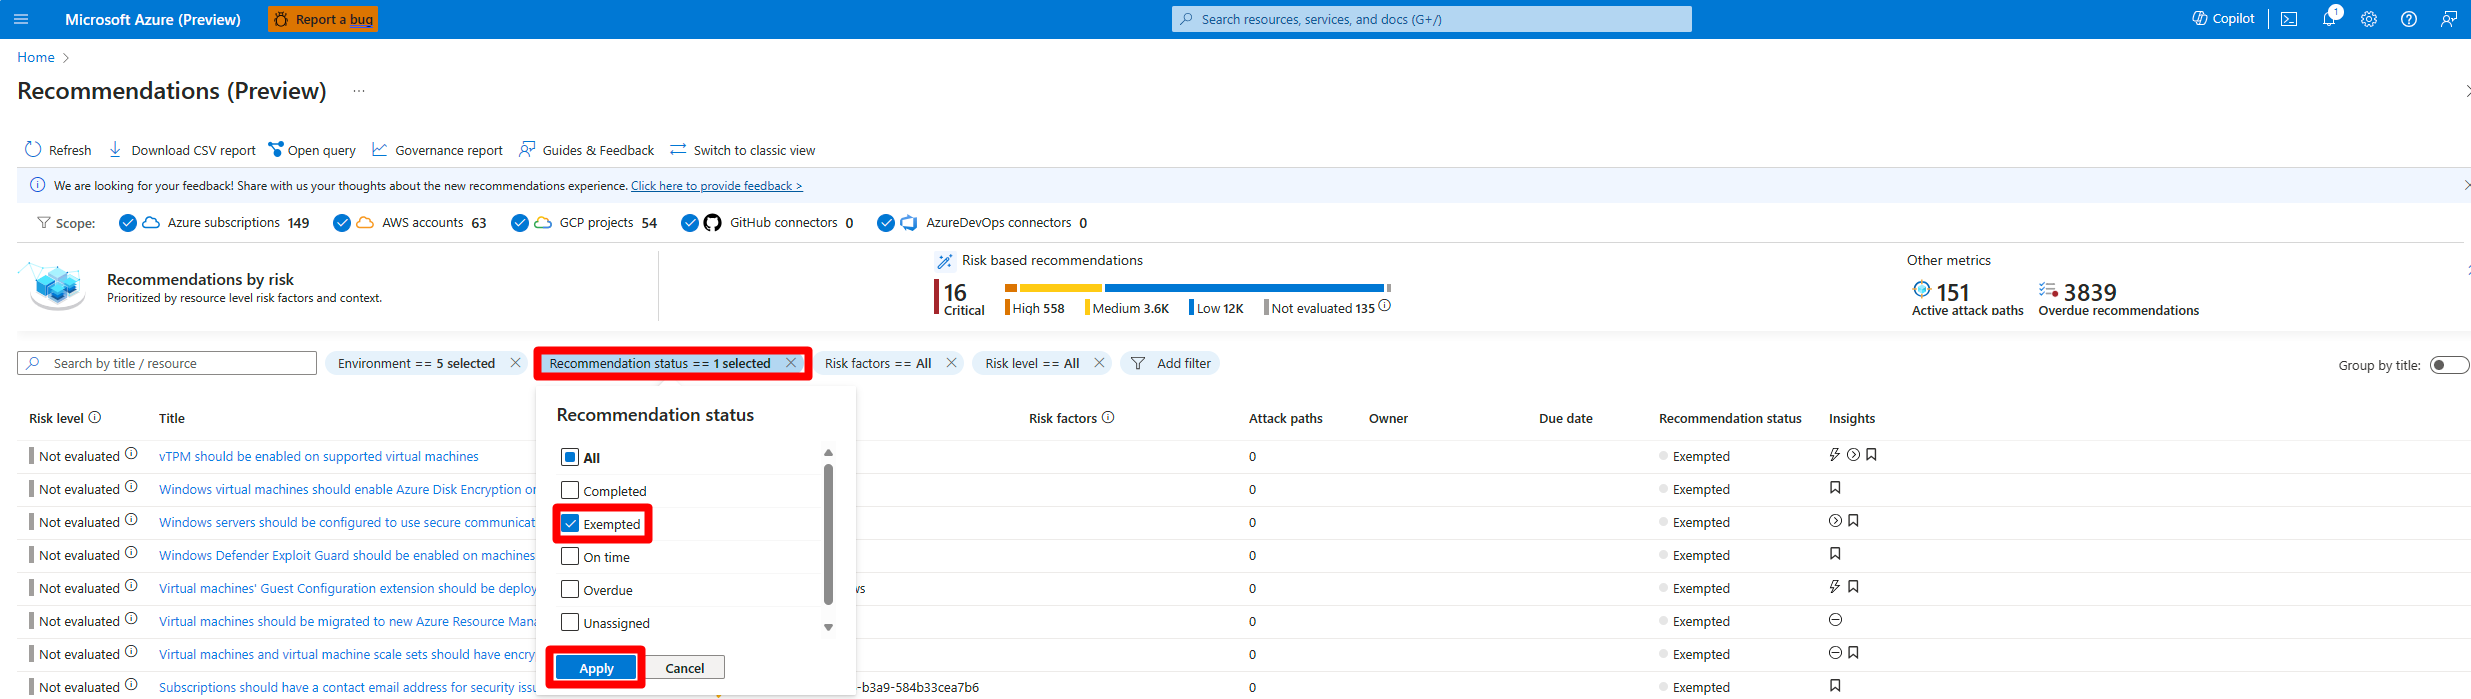 Microsoft Azure (Preview) Report a bug Search resources, services, and docs (G+/) Copilot 1
Home
Recommendations (Preview) ...
Refresh Download CSV report Open query Governance report Guides & Feedback Switch to classic view
We are looking for your feedback! Share with us your thoughts about the new recommendations experience. Click here to provide feedback >
Scope: Azure subscriptions 149 AWS accounts 63 GCP projects 54 GitHub connectors 0 AzureDevOps connectors 0
Recommendations by risk
Prioritized by resource level risk factors and context.
Risk based recommendations
16
Critical
High 558 Medium 3.6K Low 12K Not evaluated 135
Other metrics
151
Active attack paths
3839
Overdue recommendations
Search by title / resource Environment == 5 selected Recommendation status == 1 selected Risk factors == All Risk level == All Add filter Group by title:
Recommendation status
All
Completed
Exempted
On time
Overdue
Unassigned
Apply Cancel
Risk level Title Risk factors Attack paths Owner Due date Recommendation status Insights
Not evaluated vTPM should be enabled on supported virtual machines 0 Exempted
Not evaluated Windows virtual machines should enable Azure Disk Encryption or 0 Exempted
Not evaluated Windows servers should be configured to use secure communicat 0 Exempted
Not evaluated Windows Defender Exploit Guard should be enabled on machines 0 Exempted
Not evaluated Virtual machines' Guest Configuration extension should be deploy ws 0 Exempted
Not evaluated Virtual machines should be migrated to new Azure Resource Mana 0 Exempted
Not evaluated Virtual machines and virtual machine scale sets should have encry 0 Exempted
Not evaluated Subscriptions should have a contact email address for security issu -b3a9-584b33cea7b6 0 Exempted